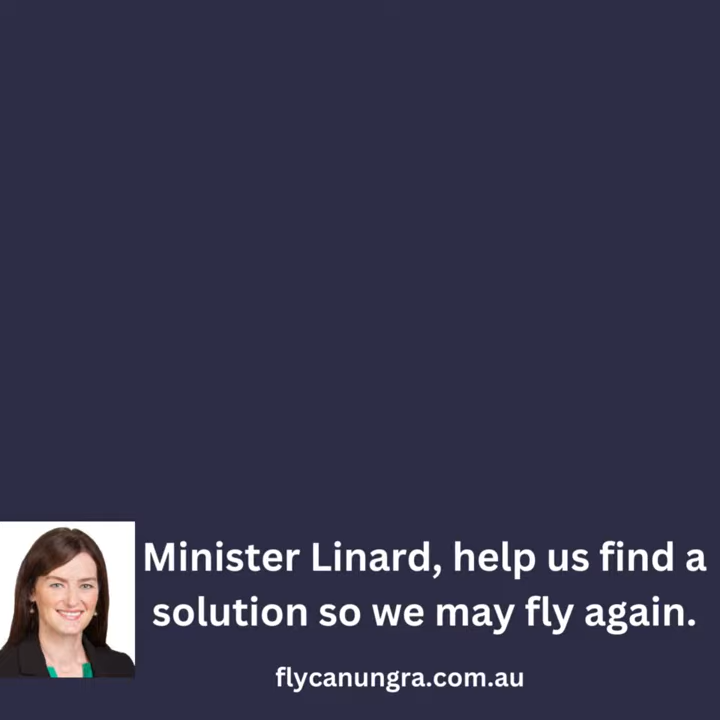 Minister Linard, help us find a
solution so we may fly again.
flycanungra.com.au